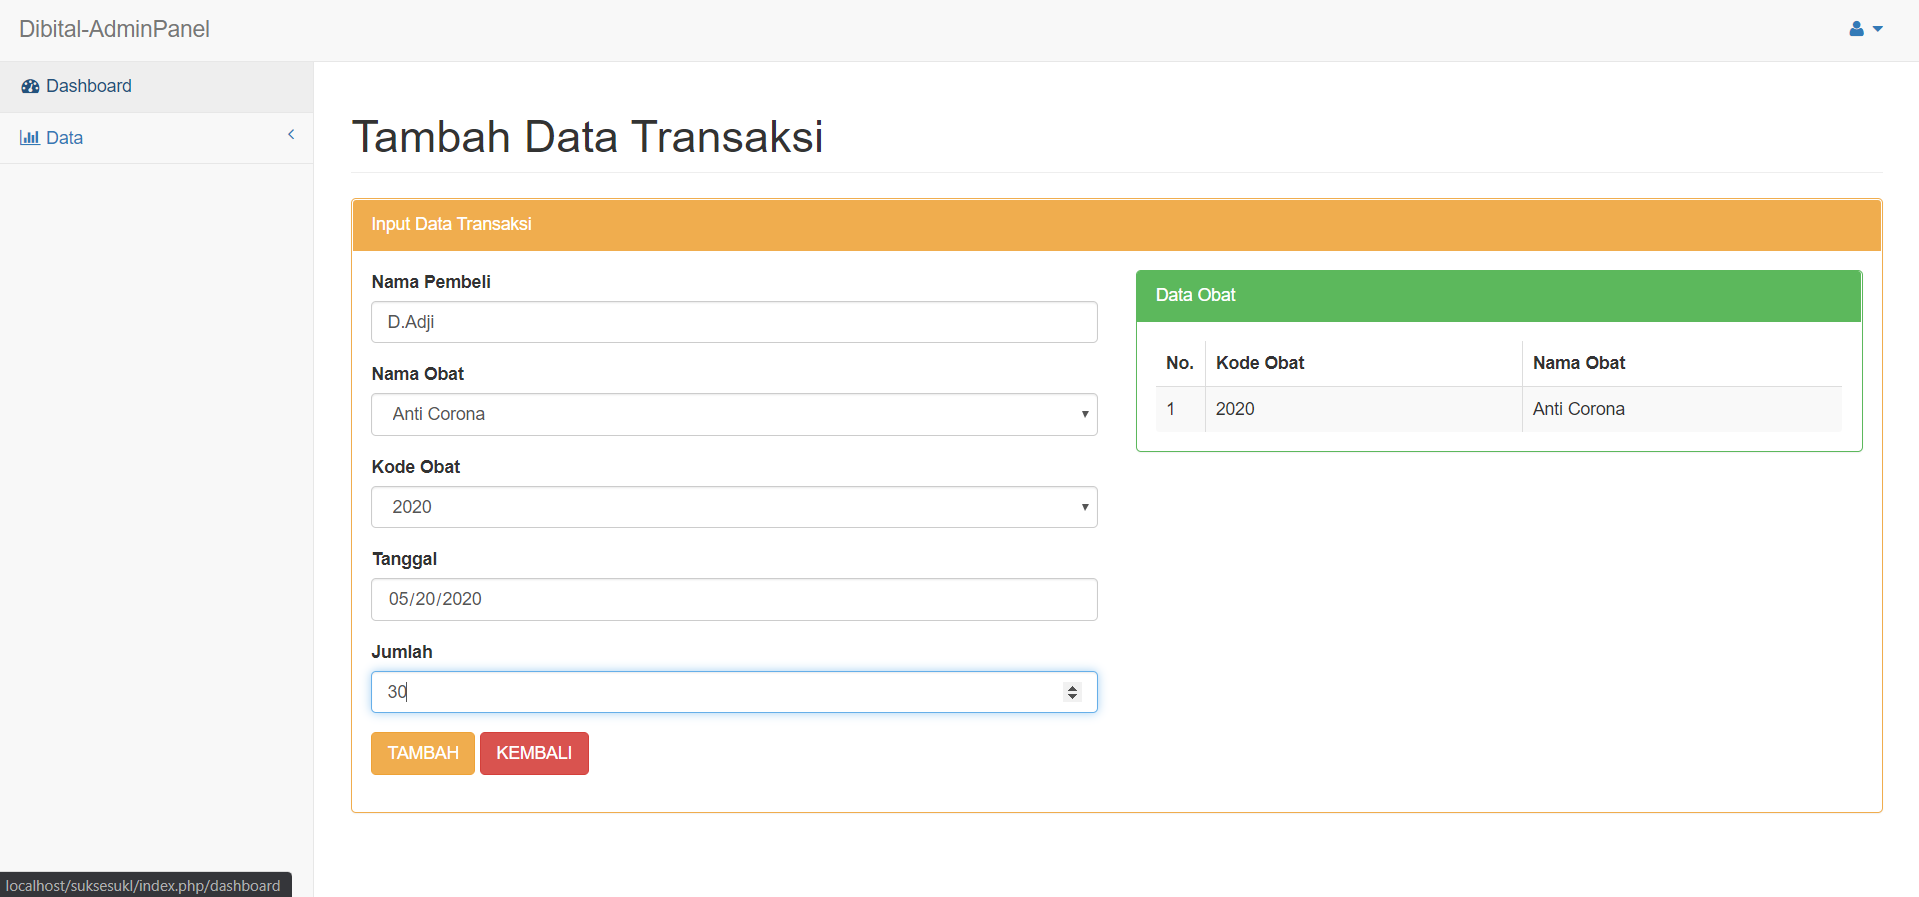 Dibital-AdminPanel
Dashboard
Data
Tambah Data Transaksi
Input Data Transaksi
Nama Pembeli
D.Adji
Nama Obat
Anti Corona
Kode Obat
2020
Tanggal
05/20/2020
Jumlah
30
TAMBAH KEMBALI
Data Obat
No. Kode Obat Nama Obat
1 2020 Anti Corona
localhost/suksesukl/index.php/dashboard